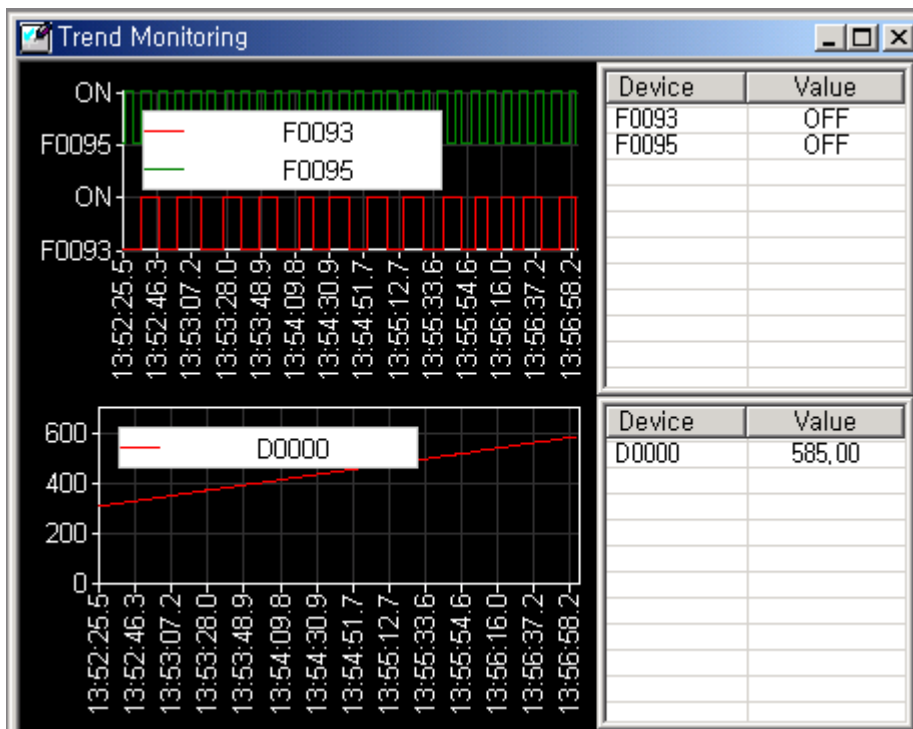 Trend Monitoring
ON
F0095
ON
F0093
F0093
F0095
13:52:25.5
13:52:46.3
13:53:07.2
13:53:28.0
13:53:48.9
13:54:09.8
13:54:30.9
13:54:51.7
13:55:12.7
13:55:33.6
13:55:54.6
13:56:16.0
13:56:37.2
13:56:58.2
Device Value
F0093 OFF
F0095 OFF
600
400
200
0
D0000
13:52:25.5
13:52:46.3
13:53:07.2
13:53:28.0
13:53:48.9
13:54:09.8
13:54:30.9
13:54:51.7
13:55:12.7
13:55:33.6
13:55:54.6
13:56:16.0
13:56:37.2
13:56:58.2
Device Value
D0000 585,00